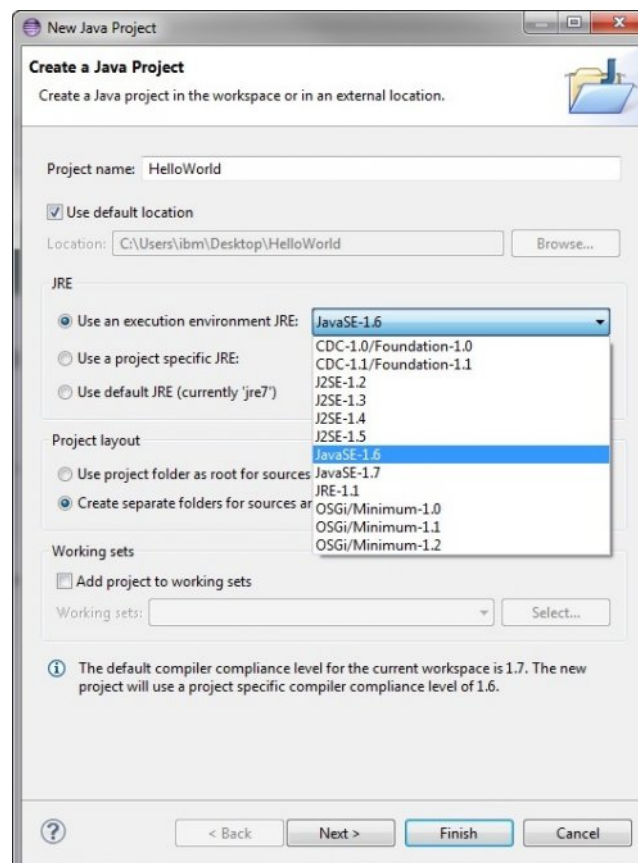 New Java Project
Create a Java Project
Create a Java project in the workspace or in an external location.
Project name: HelloWorld
Use default location
Location: C:\Users\ibm\Desktop\HelloWorld Browse...
JRE
Use an execution environment JRE: JavaSE-1.6
CDC-1.0/Foundation-1.0
CDC-1.1/Foundation-1.1
Use a project specific JRE:
J2SE-1.2
J2SE-1.3
Use default JRE (currently 'jre7')
J2SE-1.4
J2SE-1.5
Project layout
JavaSE-1.6
Use project folder as root for sources
JavaSE-1.7
JRE-1.1
Create separate folders for sources
OSGi/Minimum-1.0
OSGi/Minimum-1.1
OSGi/Minimum-1.2
Working sets
Add project to working sets
Working sets: Select...
The default compiler compliance level for the current workspace is 1.7. The new
project will use a project specific compiler compliance level of 1.6.
? < Back Next > Finish Cancel